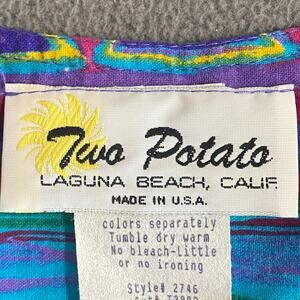 Two Potato
LAGUNA BEACH, CALIF.
MADE IN U.S.A.
colors separately
Tumble dry warm
No bleach-Little
or no ironing
Style# 2746